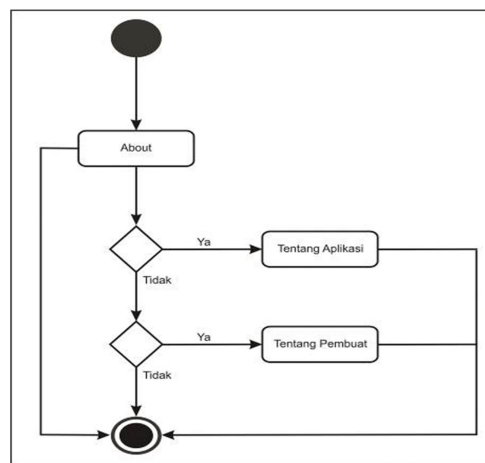 About
Ya
Tentang Aplikasi
Tidak
Ya
Tentang Pembuat
Tidak